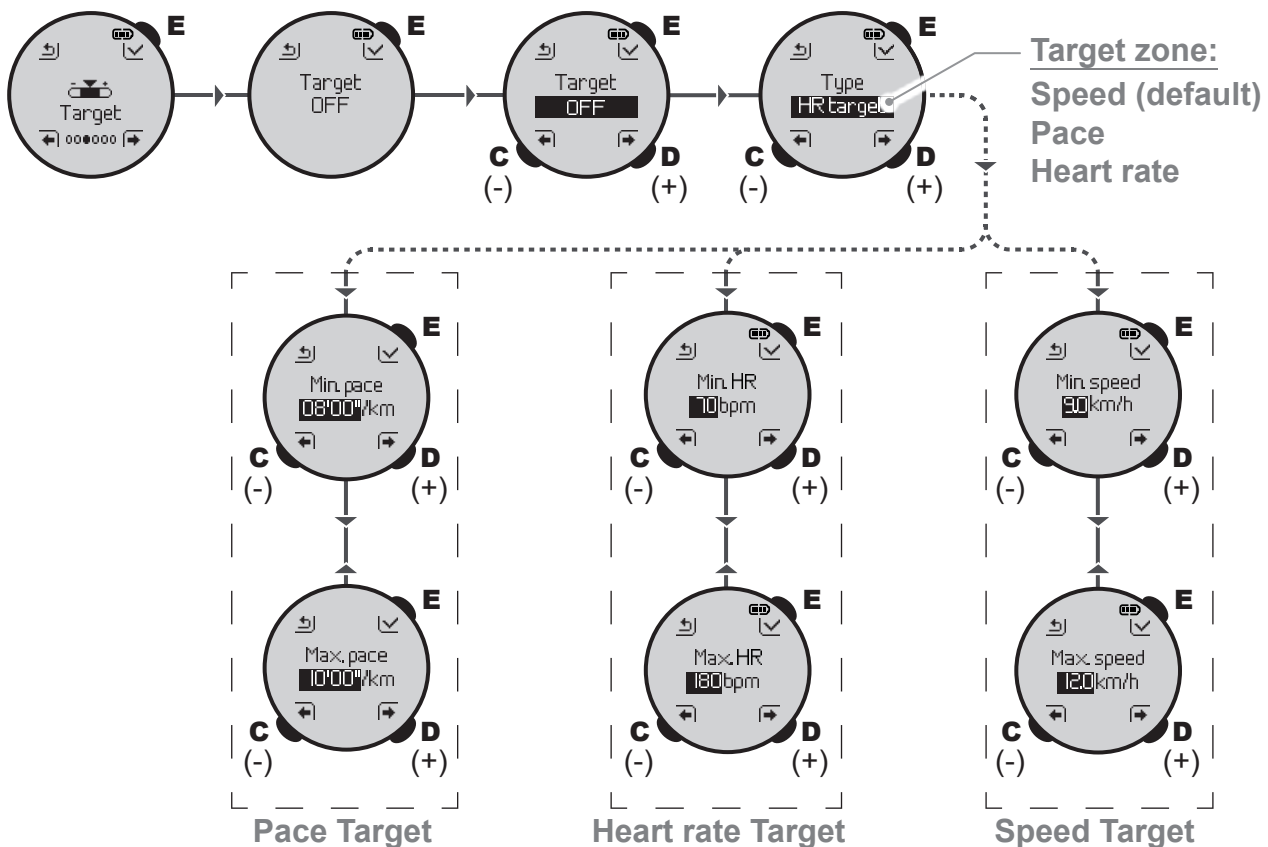 E
Target
E
Target
OFF
E
Target
OFF
C
(-)
D
(+)
E
Type
HR target
C
(-)
D
(+)
Target zone:
Speed (default)
Pace
Heart rate
E
Min. pace
08'00"/km
C
(-)
D
(+)
E
Min. HR
70bpm
C
(-)
D
(+)
E
Min. speed
9.0km/h
C
(-)
D
(+)
E
Max. pace
10'00"/km
C
(-)
D
(+)
E
Max. HR
180bpm
C
(-)
D
(+)
E
Max. speed
12.0km/h
C
(-)
D
(+)
Pace Target
Heart rate Target
Speed Target